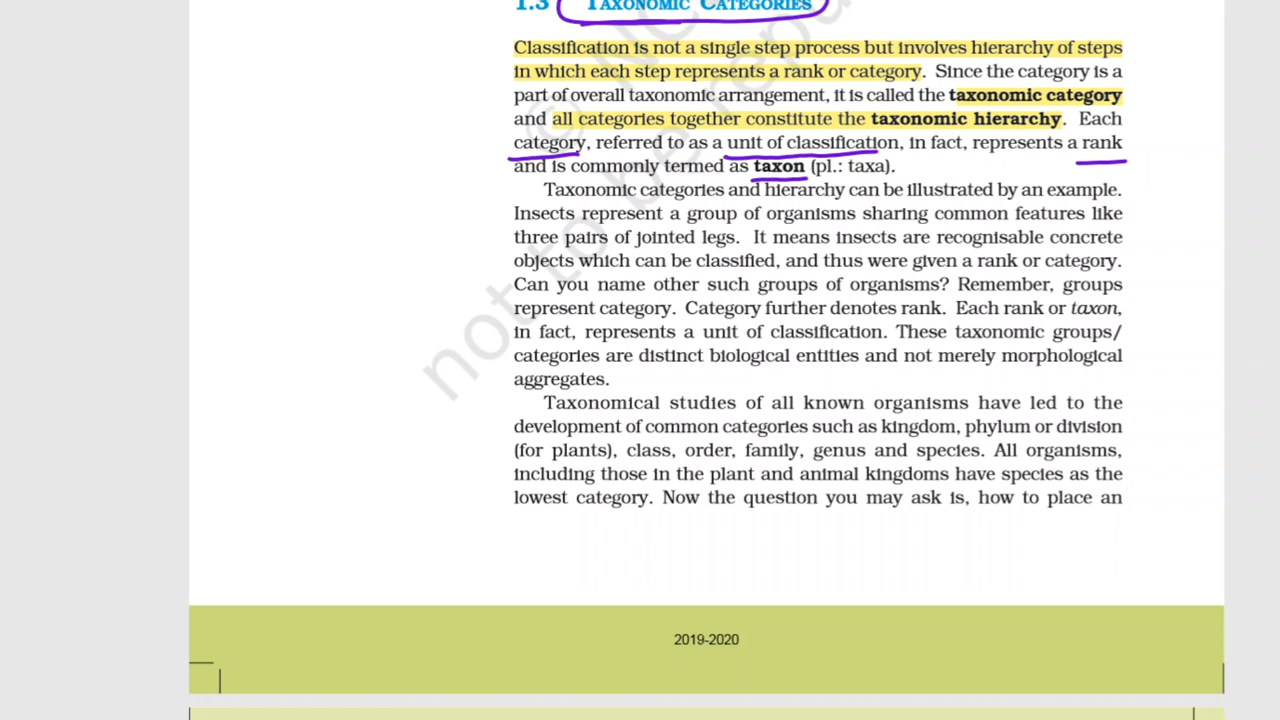 1.3 TAXONOMIC CATEGORIES
Classification is not a single step process but involves hierarchy of steps
in which each step represents a rank or category. Since the category is a
part of overall taxonomic arrangement, it is called the taxonomic category
and all categories together constitute the taxonomic hierarchy. Each
category, referred to as a unit of classification, in fact, represents a rank
and is commonly termed as taxon (pl.: taxa).
Taxonomic categories and hierarchy can be illustrated by an example.
Insects represent a group of organisms sharing common features like
three pairs of jointed legs. It means insects are recognisable concrete
objects which can be classified, and thus were given a rank or category.
Can you name other such groups of organisms? Remember, groups
represent category. Category further denotes rank. Each rank or taxon,
in fact, represents a unit of classification. These taxonomic groups/
categories are distinct biological entities and not merely morphological
aggregates.
Taxonomical studies of all known organisms have led to the
development of common categories such as kingdom, phylum or division
(for plants), class, order, family, genus and species. All organisms,
including those in the plant and animal kingdoms have species as the
lowest category. Now the question you may ask is, how to place an
2019-2020
not to be repu